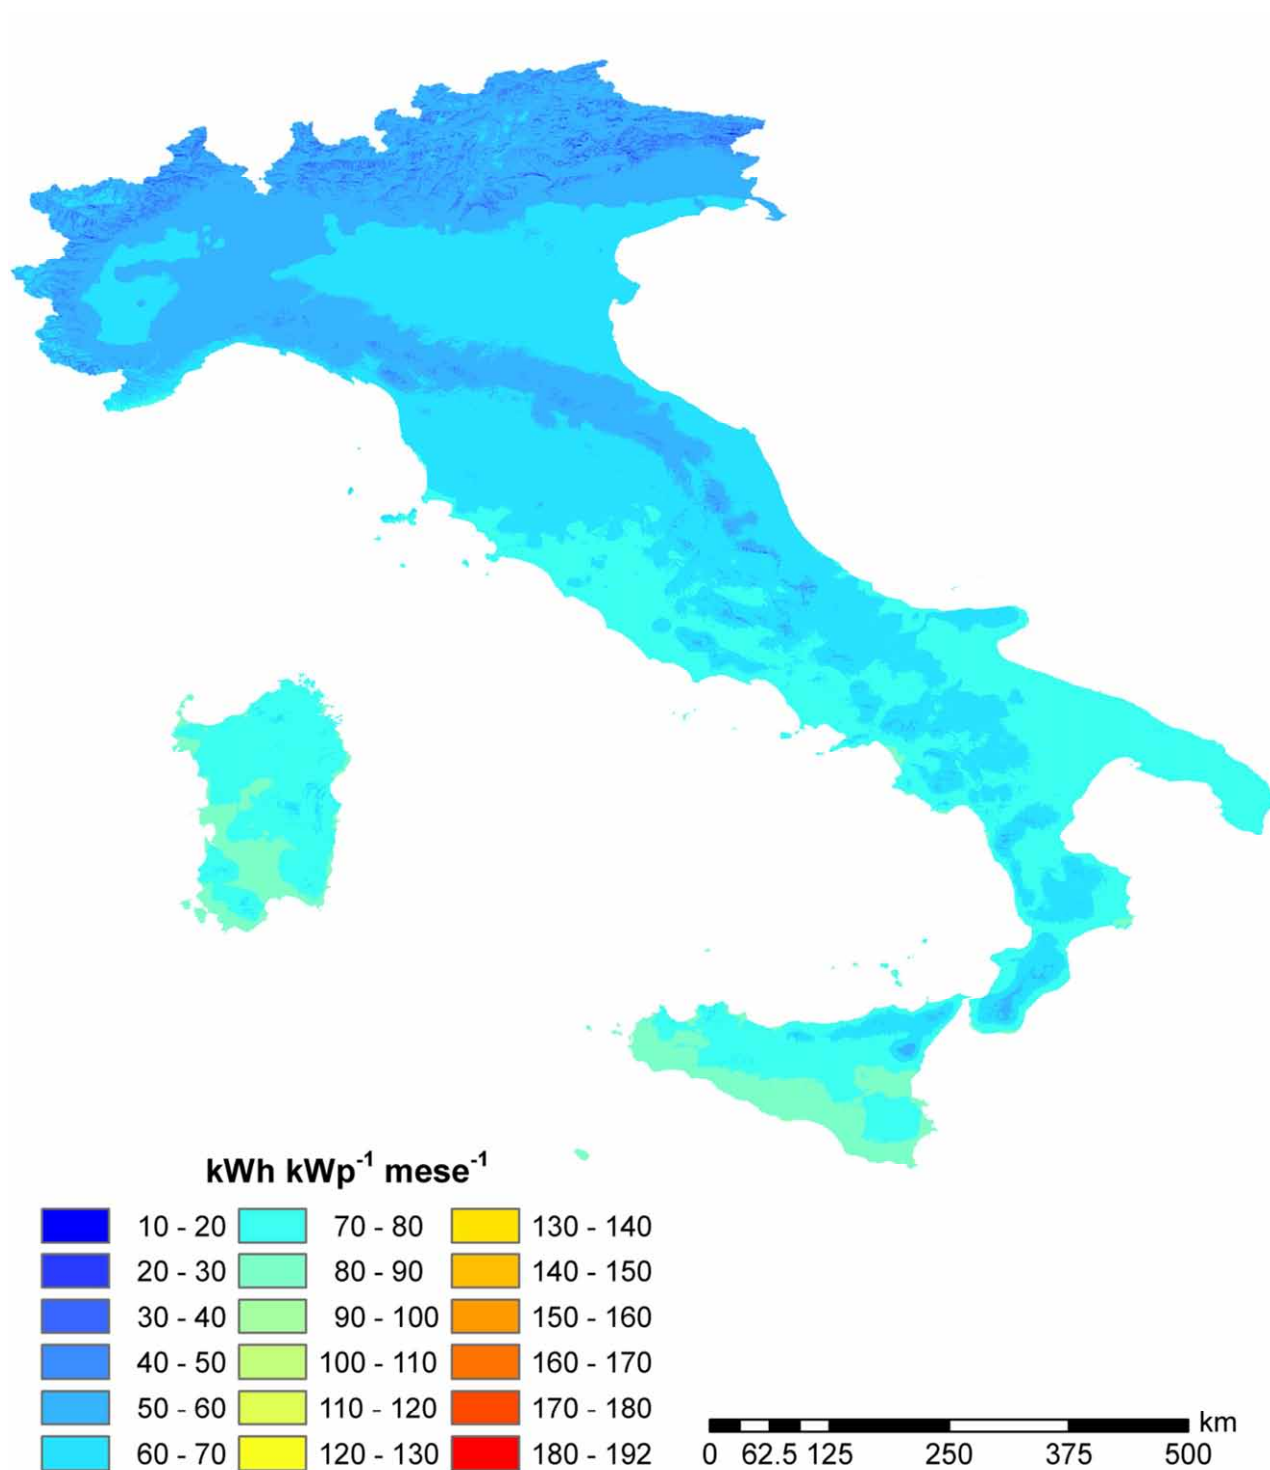 kWh kWp⁻¹ mese⁻¹
10 - 20 70 - 80 130 - 140
20 - 30 80 - 90 140 - 150
30 - 40 90 - 100 150 - 160
40 - 50 100 - 110 160 - 170
50 - 60 110 - 120 170 - 180
60 - 70 120 - 130 180 - 192
km
0 62.5 125 250 375 500